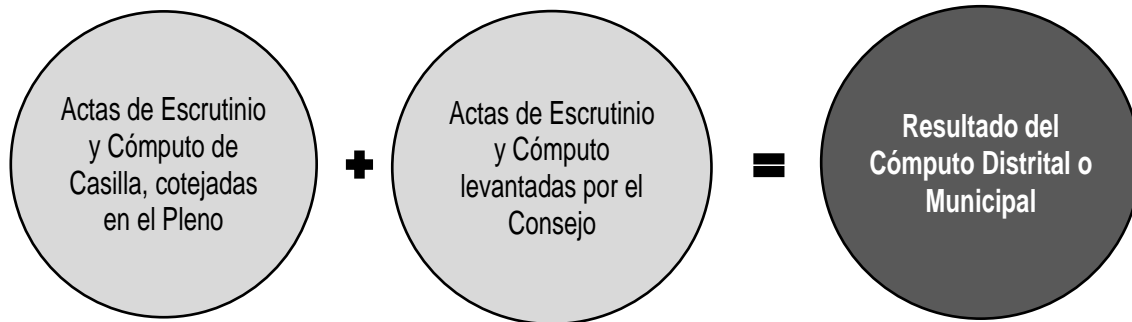 Actas de Escrutinio
y Cómputo de
Casilla, cotejadas
en el Pleno
+
Actas de Escrutinio
y Cómputo
levantadas por el
Consejo
=
Resultado del
Cómputo Distrital o
Municipal